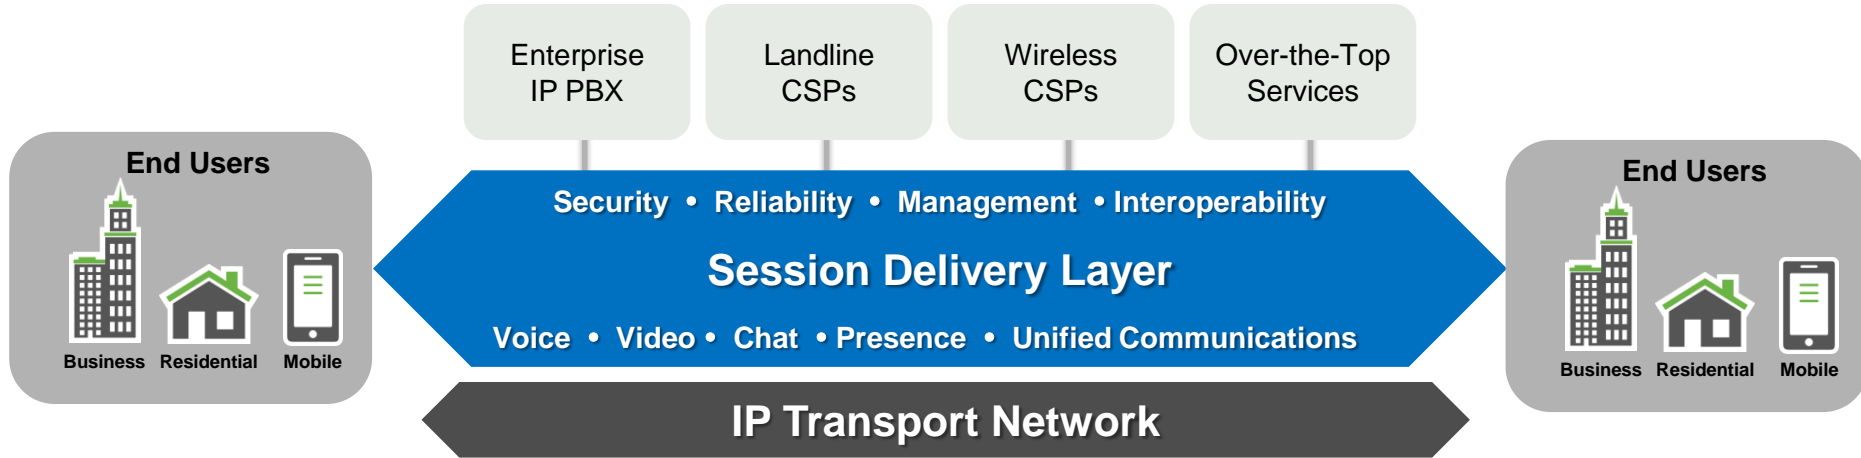 Enterprise
IP PBX
Landline
CSPs
Wireless
CSPs
Over-the-Top
Services
End Users
Business Residential Mobile
Security • Reliability • Management • Interoperability
Session Delivery Layer
Voice • Video • Chat • Presence • Unified Communications
IP Transport Network
End Users
Business Residential Mobile